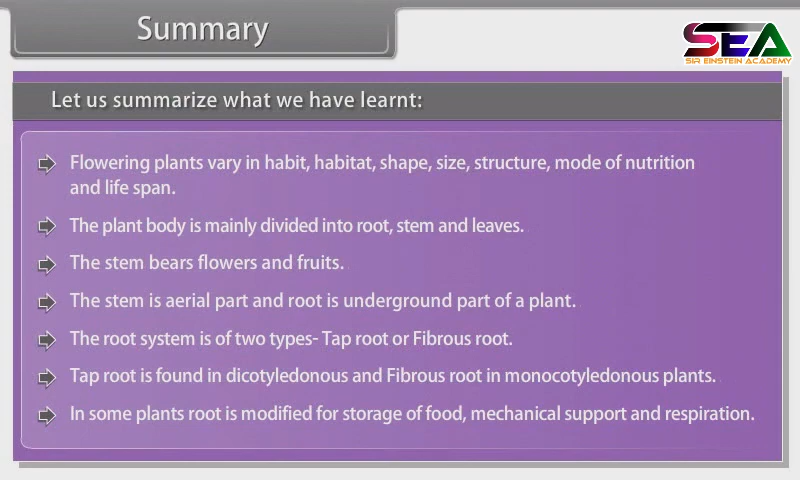 Summary
SEA
SIR EINSTEIN ACADEMY
Let us summarize what we have learnt:
Flowering plants vary in habit, habitat, shape, size, structure, mode of nutrition
and life span.
The plant body is mainly divided into root, stem and leaves.
The stem bears flowers and fruits.
The stem is aerial part and root is underground part of a plant.
The root system is of two types- Tap root or Fibrous root.
Tap root is found in dicotyledonous and Fibrous root in monocotyledonous plants.
In some plants root is modified for storage of food, mechanical support and respiration.